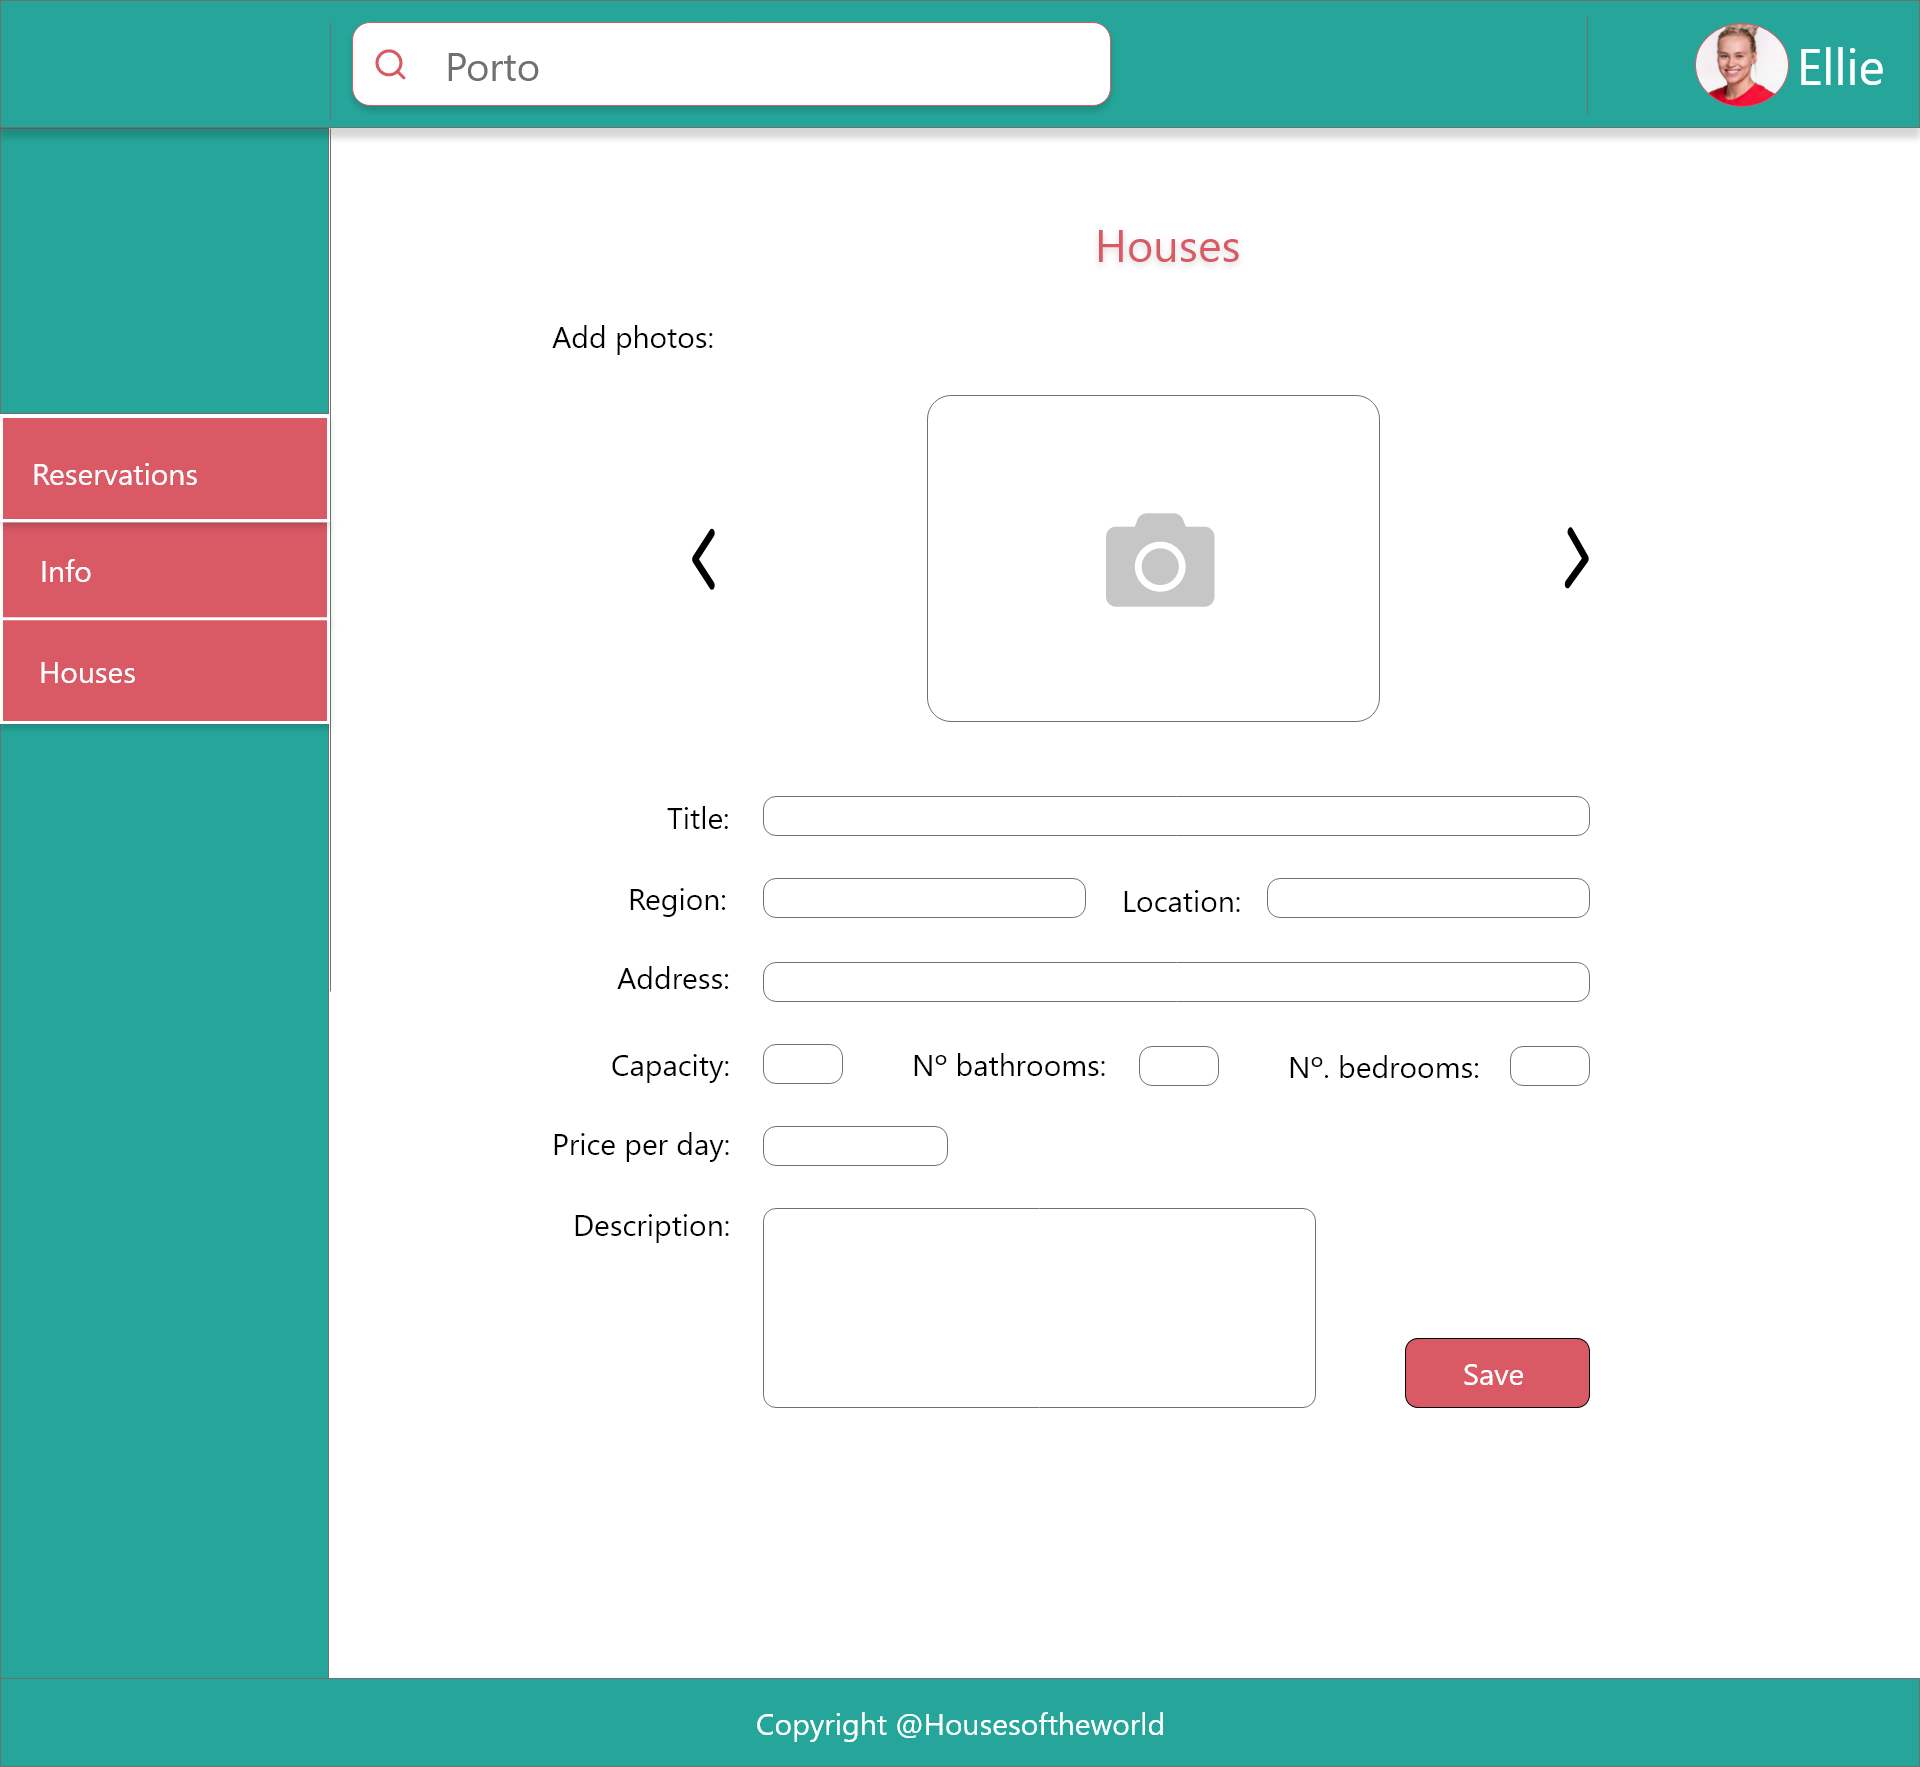 Porto
Ellie
Houses
Add photos:
Reservations
Info
Houses
Title:
Region:
Location:
Address:
Capacity:
Nº bathrooms:
Nº. bedrooms:
Price per day:
Description:
Save
Copyright @Housesoftheworld